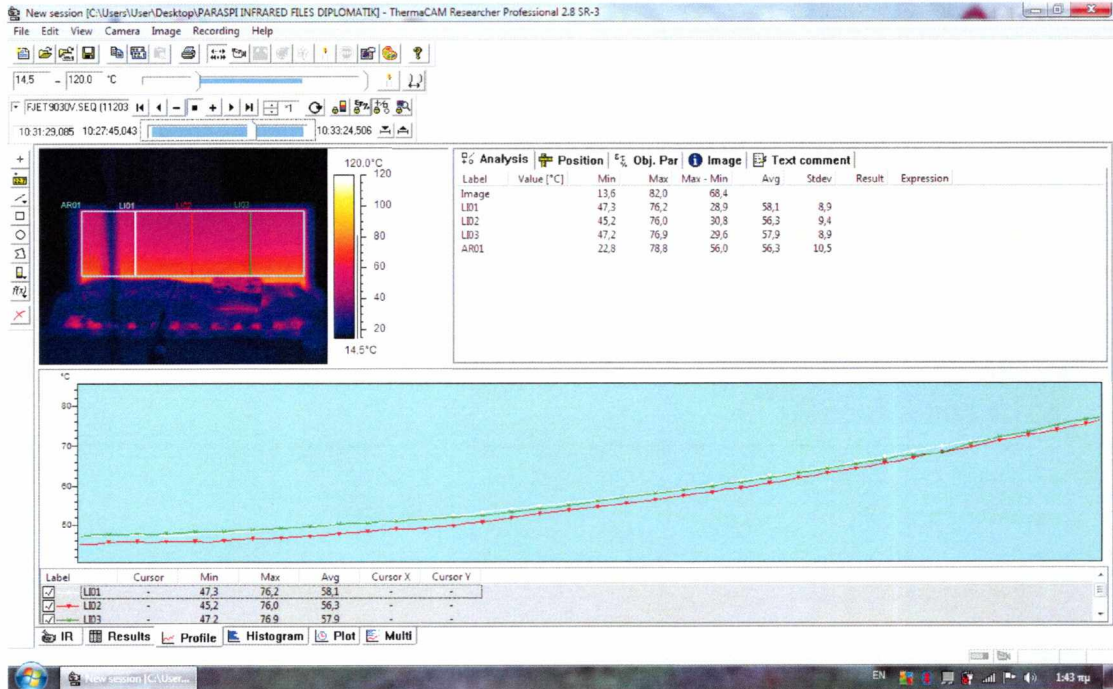 New session [C:\Users\User\Desktop\PARASPI INFRARED FILES DIPLOMATIK] - ThermaCAM Researcher Professional 2.8 SR-3
File Edit View Camera Image Recording Help
14,5 - 120.0 °C
FJET9030V.SEQ (11203
10:31:29,085 10:27:45,043 10:33:24,506
AR01 LI01 LI02 LI03
120,0°C
120
100
80
60
40
20
14,5°C
Analysis Position Obj. Par Image Text comment
Label Value [°C] Min Max Max - Min Avg Stdev Result Expression
Image 13,6 82,0 68,4
LI01 47,3 76,2 28,9 58,1 8,9
LI02 45,2 76,0 30,8 56,3 9,4
LI03 47,2 76,9 29,6 57,9 8,9
AR01 22,8 78,8 56,0 56,3 10,5
°C
80
70
60
50
Label Cursor Min Max Avg Cursor X Cursor Y
LI01 - 47,3 76,2 58,1 - -
LI02 - 45,2 76,0 56,3 - -
LI03 - 47,2 76,9 57,9 - -
IR Results Profile Histogram Plot Multi
New session [C:\User...
EN 1:43 πμ